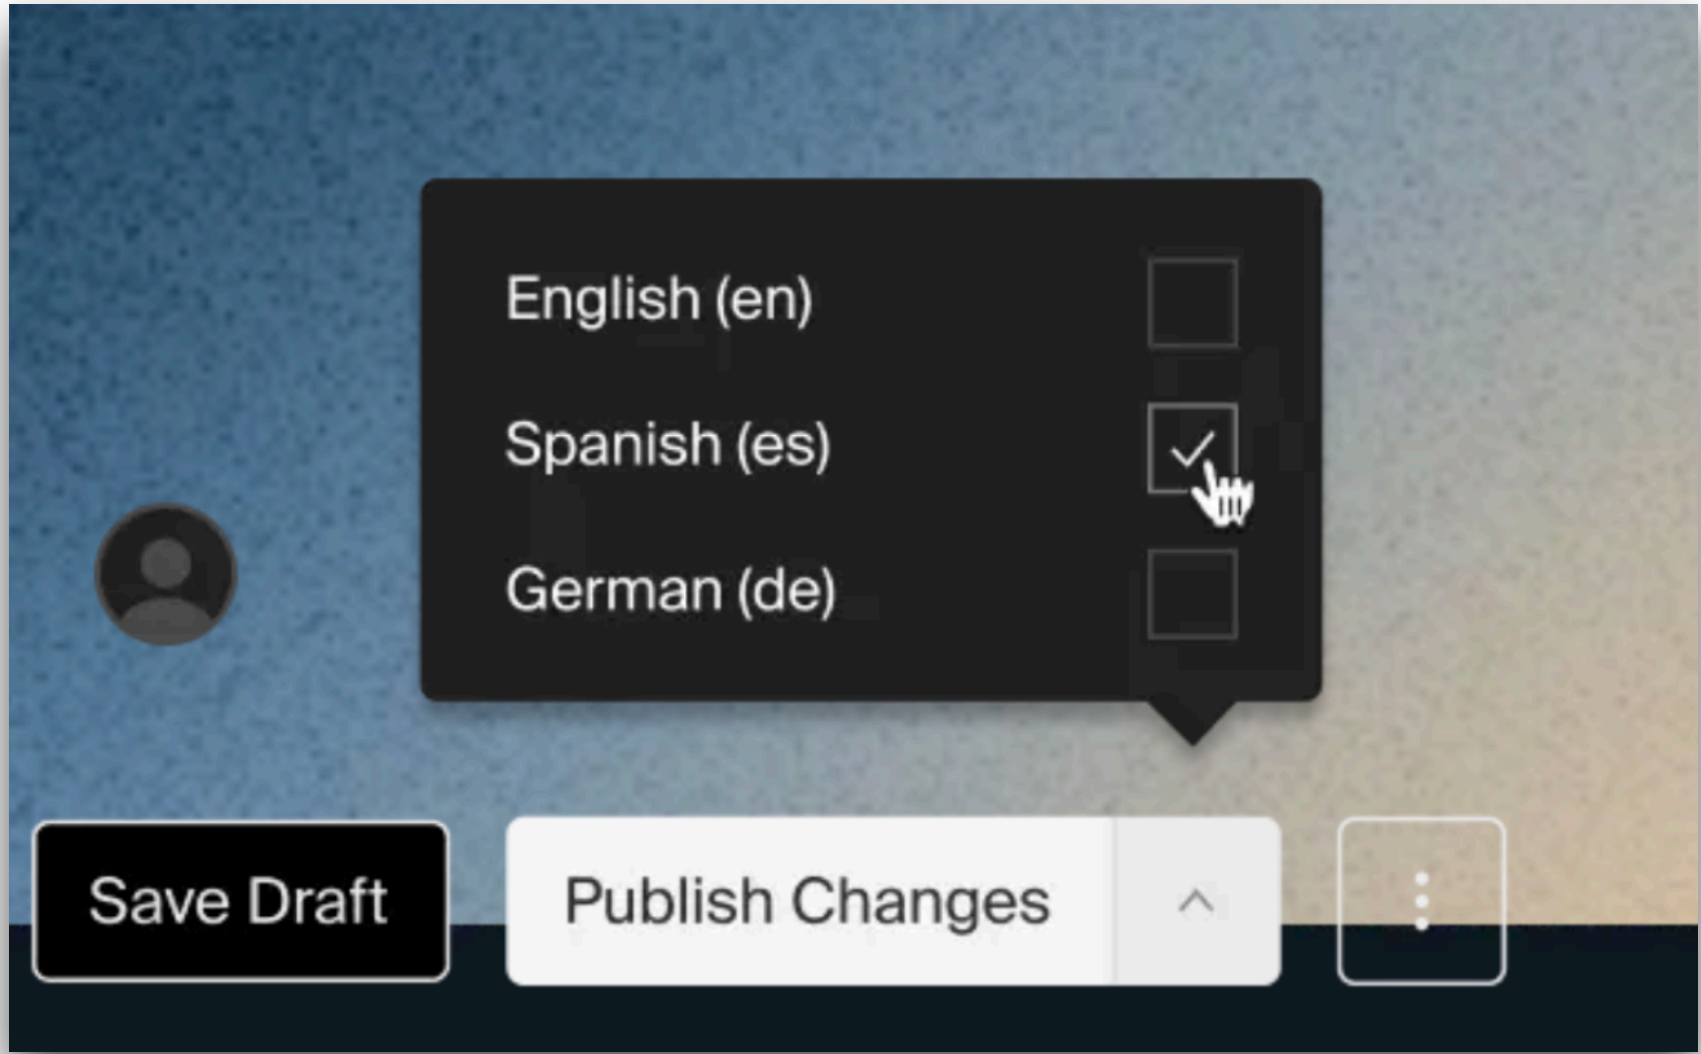 English (en)
Spanish (es)
German (de)
Save Draft
Publish Changes